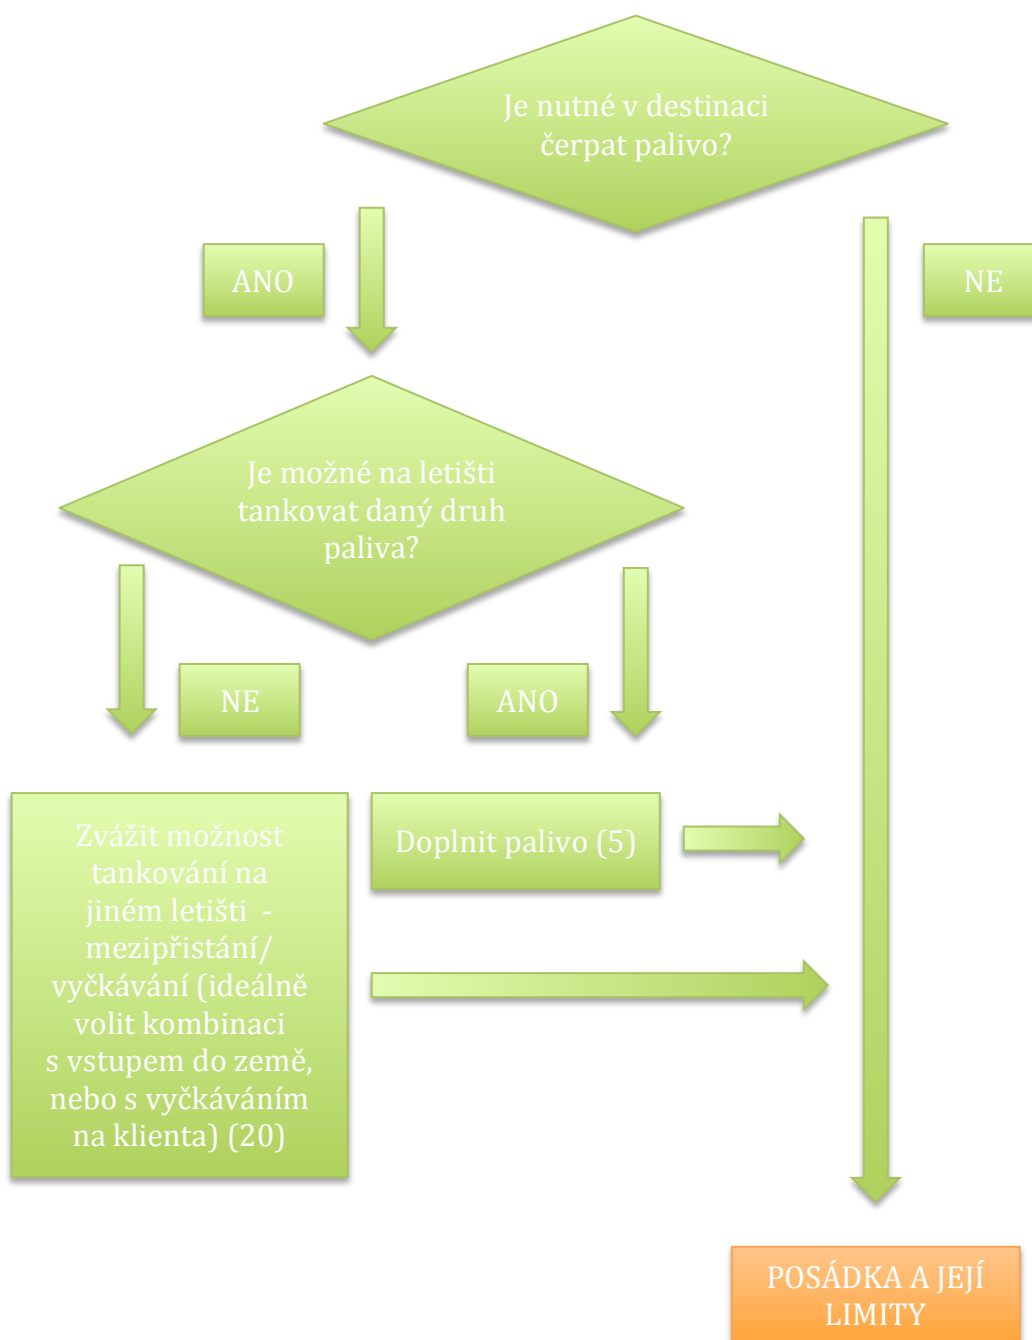 Je nutné v destinaci
čerpat palivo?
ANO
NE
Je možné na letišti
tankovat daný druh
paliva?
NE
ANO
Zvážit možnost
tankování na
jiném letišti -
mezipřistání/
vyčkávání (ideálně
volit kombinaci
s vstupem do země,
nebo s vyčkáváním
na klienta) (20)
Doplnit palivo (5)
POSÁDKA A JEJÍ
LIMITY